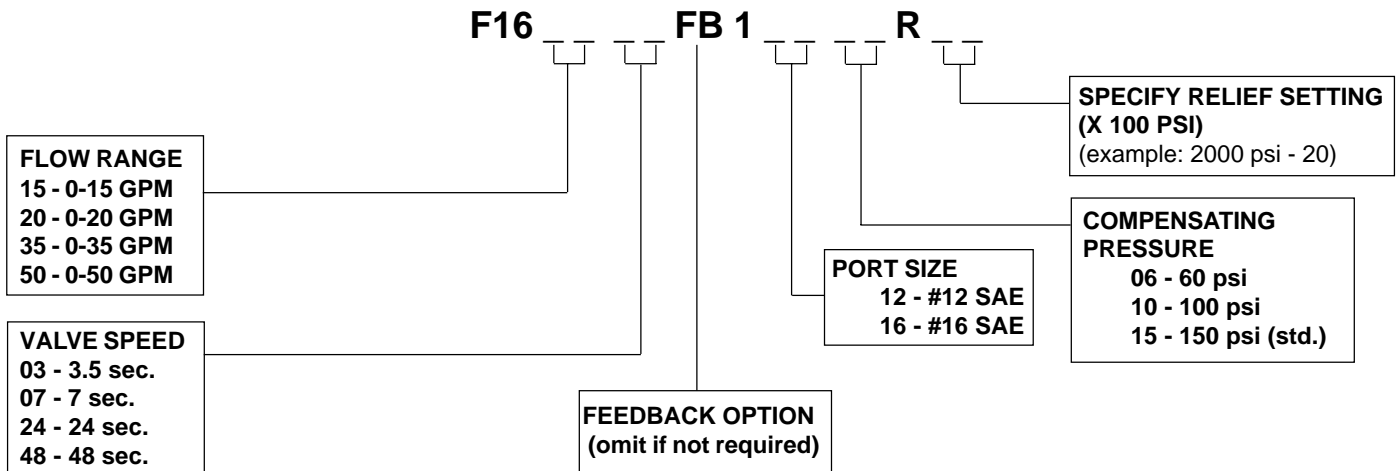 F16 _ _ _ _ FB 1 _ _ _ _ R _ _
SPECIFY RELIEF SETTING
(X 100 PSI)
(example: 2000 psi - 20)
FLOW RANGE
15 - 0-15 GPM
20 - 0-20 GPM
35 - 0-35 GPM
50 - 0-50 GPM
COMPENSATING
PRESSURE
06 - 60 psi
10 - 100 psi
15 - 150 psi (std.)
PORT SIZE
12 - #12 SAE
16 - #16 SAE
VALVE SPEED
03 - 3.5 sec.
07 - 7 sec.
24 - 24 sec.
48 - 48 sec.
FEEDBACK OPTION
(omit if not required)